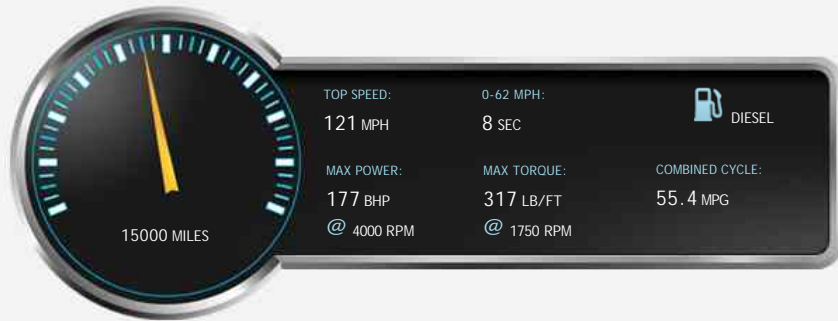 15000 MILES
TOP SPEED:
121 MPH
0-62 MPH:
8 SEC
DIESEL
MAX POWER:
177 BHP
@ 4000 RPM
MAX TORQUE:
317 LB/FT
@ 1750 RPM
COMBINED CYCLE:
55.4 MPG